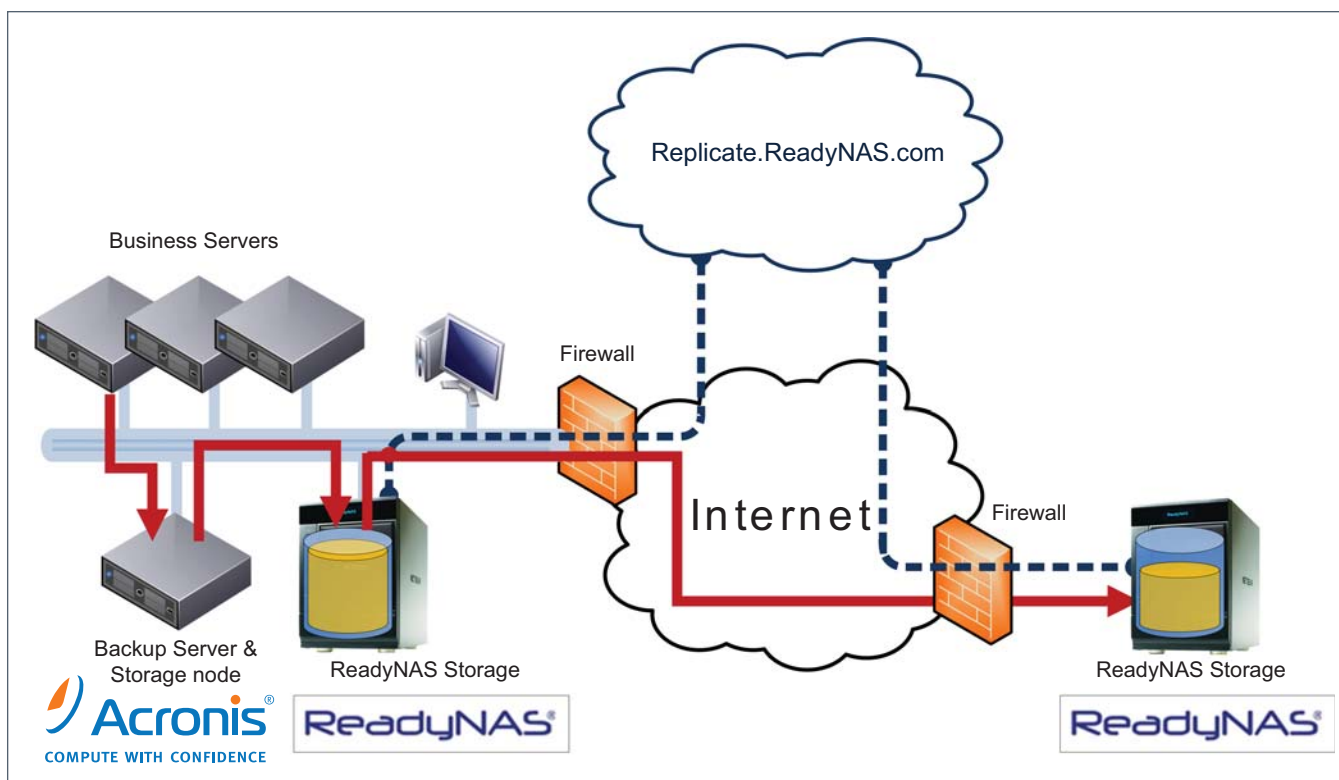 Replicate.ReadyNAS.com
Business Servers
Firewall
Internet
Firewall
Backup Server &
Storage node
ReadyNAS Storage
ReadyNAS Storage
Acronis®
COMPUTE WITH CONFIDENCE
ReadyNAS®
ReadyNAS®